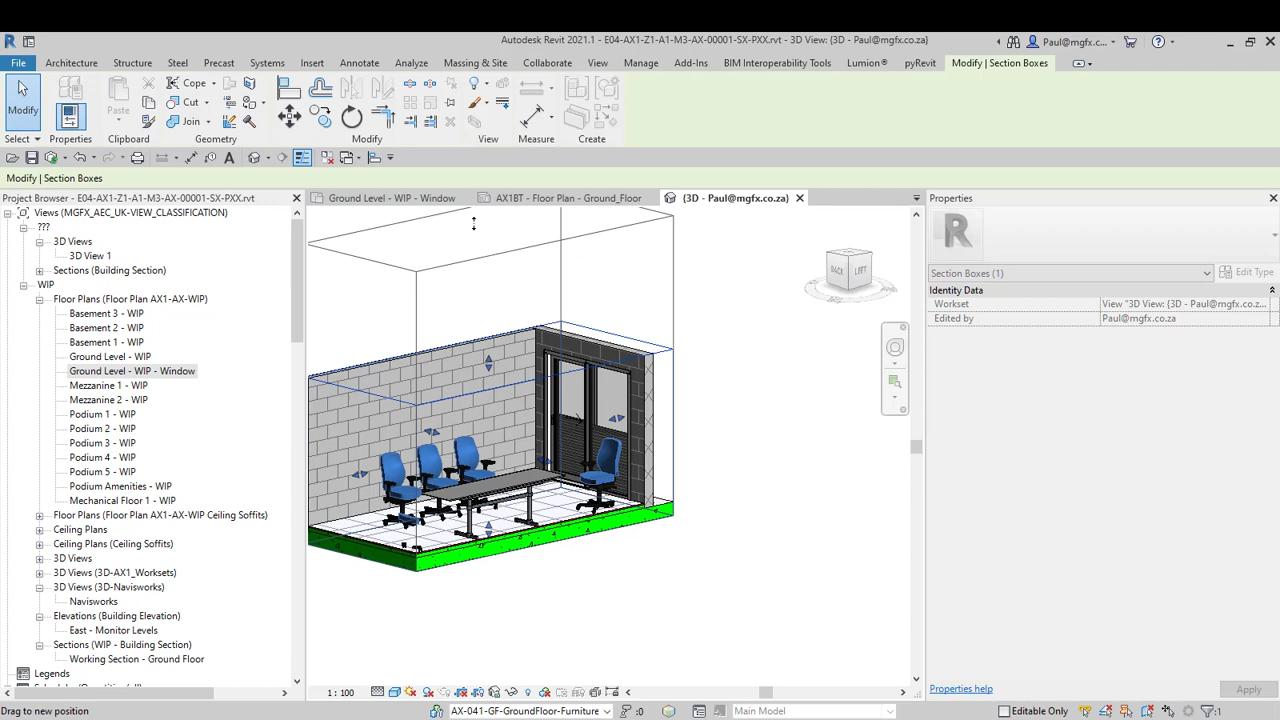 Autodesk Revit 2021.1 - E04-AX1-Z1-A1-M3-AX-00001-SX-PXX.rvt - 3D View: {3D - Paul@mgfx.co.za}
Paul@mgfx.c...
File Architecture Structure Steel Precast Systems Insert Annotate Analyze Massing & Site Collaborate View Manage Add-Ins BIM Interoperability Tools Lumion® pyRevit Modify | Section Boxes
Modify
Paste
Cope
Cut
Join
Select Properties Clipboard Geometry Modify View Measure Create
Modify | Section Boxes
Project Browser - E04-AX1-Z1-A1-M3-AX-00001-SX-PXX.rvt
Ground Level - WIP - Window
AX1BT - Floor Plan - Ground_Floor
{3D - Paul@mgfx.co.za}
Properties
Views (MGFX_AEC_UK-VIEW_CLASSIFICATION)
???
3D Views
3D View 1
Sections (Building Section)
WIP
Floor Plans (Floor Plan AX1-AX-WIP)
Basement 3 - WIP
Basement 2 - WIP
Basement 1 - WIP
Ground Level - WIP
Ground Level - WIP - Window
Mezzanine 1 - WIP
Mezzanine 2 - WIP
Podium 1 - WIP
Podium 2 - WIP
Podium 3 - WIP
Podium 4 - WIP
Podium 5 - WIP
Podium Amenities - WIP
Mechanical Floor 1 - WIP
Floor Plans (Floor Plan AX1-AX-WIP Ceiling Soffits)
Ceiling Plans
Ceiling Plans (Ceiling Soffits)
3D Views
3D Views (3D-AX1_Worksets)
3D Views (3D-Navisworks)
Navisworks
Elevations (Building Elevation)
East - Monitor Levels
Sections (WIP - Building Section)
Working Section - Ground Floor
Legends
BACK LEFT
Section Boxes (1)
Edit Type
Identity Data
Workset View "3D View: {3D - Paul@mgfx.co.za...
Edited by Paul@mgfx.co.za
Properties help
Apply
1 : 100
Drag to new position
AX-041-GF-GroundFloor-Furniture
:0
Main Model
Editable Only
:1